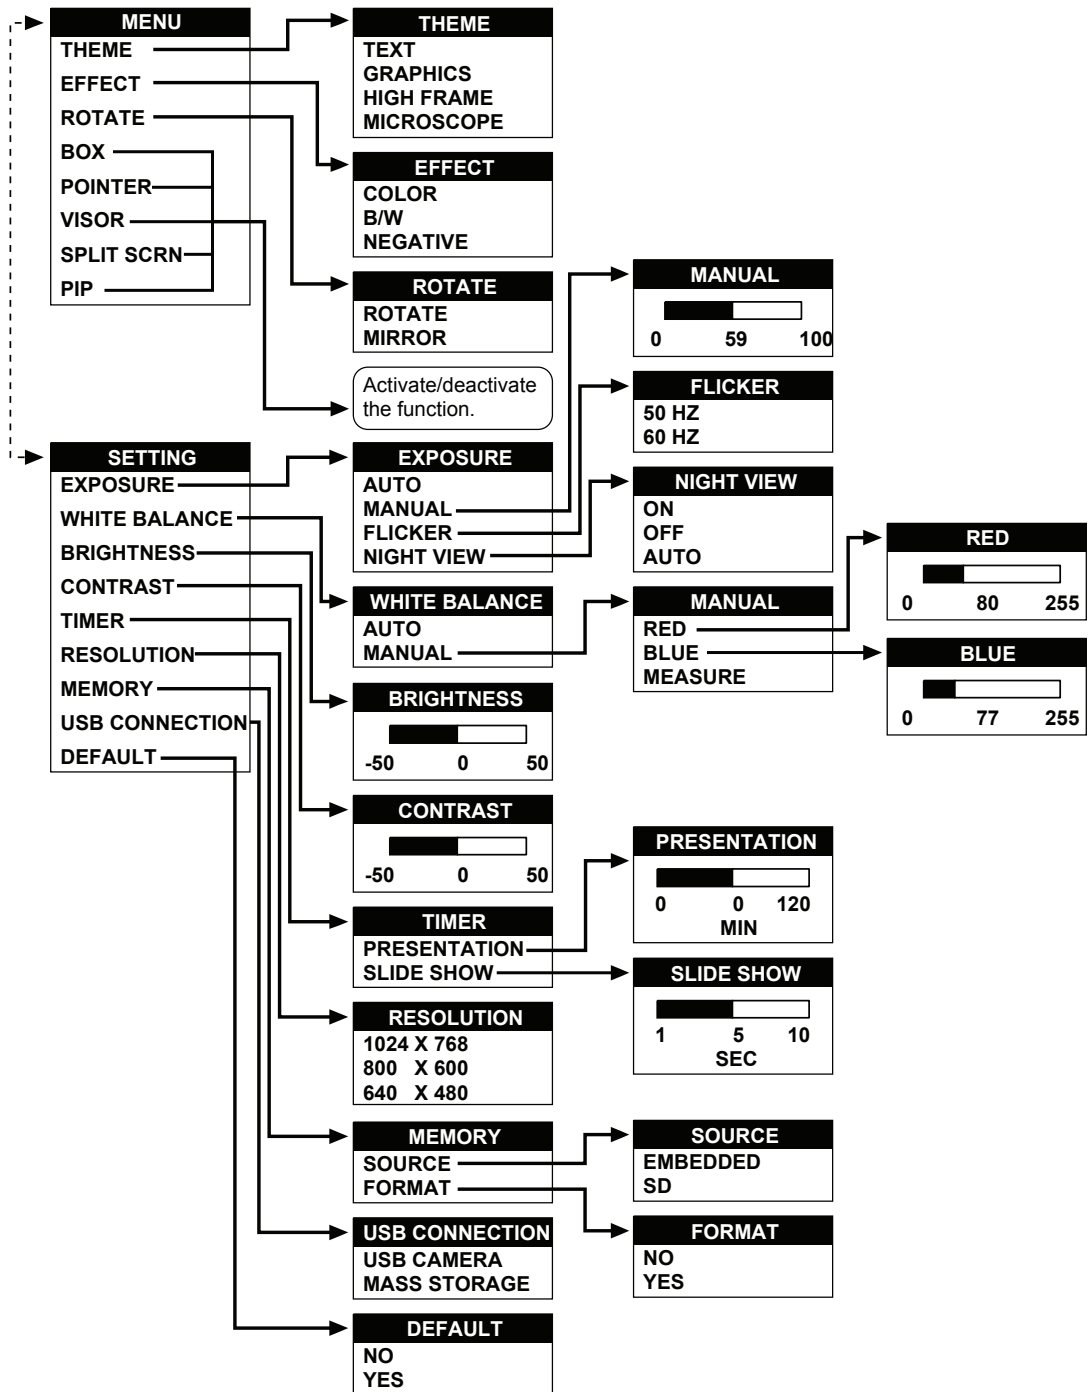 MENU
THEME
EFFECT
ROTATE
BOX
POINTER
VISOR
SPLIT SCRN
PIP
THEME
TEXT
GRAPHICS
HIGH FRAME
MICROSCOPE
EFFECT
COLOR
B/W
NEGATIVE
ROTATE
ROTATE
MIRROR
Activate/deactivate
the function.
SETTING
EXPOSURE
WHITE BALANCE
BRIGHTNESS
CONTRAST
TIMER
RESOLUTION
MEMORY
USB CONNECTION
DEFAULT
EXPOSURE
AUTO
MANUAL
FLICKER
NIGHT VIEW
MANUAL
0 59 100
FLICKER
50 HZ
60 HZ
NIGHT VIEW
ON
OFF
AUTO
WHITE BALANCE
AUTO
MANUAL
MANUAL
RED
BLUE
MEASURE
RED
0 80 255
BLUE
0 77 255
BRIGHTNESS
-50 0 50
CONTRAST
-50 0 50
TIMER
PRESENTATION
SLIDE SHOW
PRESENTATION
0 0 120
MIN
SLIDE SHOW
1 5 10
SEC
RESOLUTION
1024 X 768
800 X 600
640 X 480
MEMORY
SOURCE
FORMAT
SOURCE
EMBEDDED
SD
FORMAT
NO
YES
USB CONNECTION
USB CAMERA
MASS STORAGE
DEFAULT
NO
YES